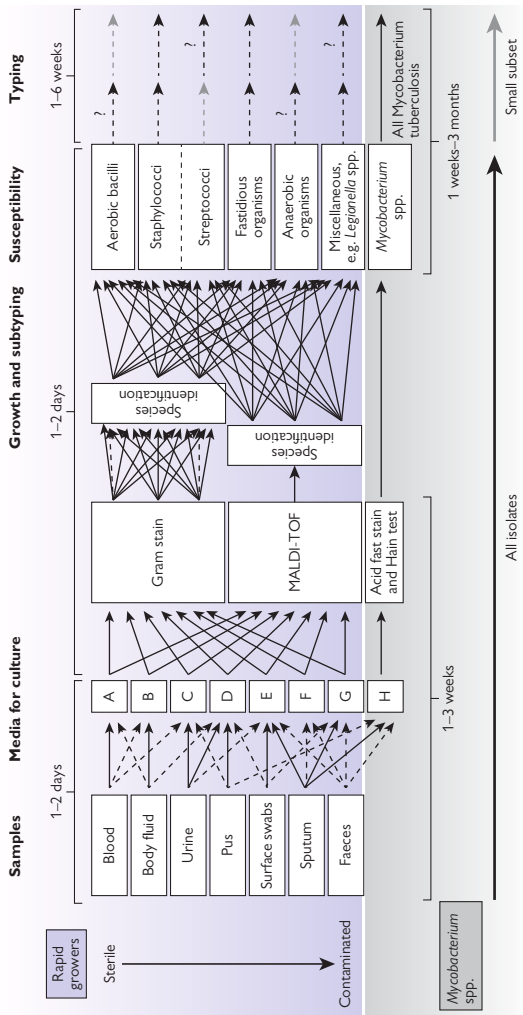 Samples
Media for culture
Growth and subtyping
Susceptibility
Typing
1–2 days
1–2 days
1–6 weeks
Rapid
growers
Sterile
Contaminated
Mycobacterium
spp.
Blood
Body fluid
Urine
Pus
Surface swabs
Sputum
Faeces
A
B
C
D
E
F
G
H
Gram stain
MALDI-TOF
Acid fast stain
and Hain test
Species
identification
Species
identification
Aerobic bacilli
Staphylococci
Streptococci
Fastidious
organisms
Anaerobic
organisms
Miscellaneous,
e.g. Legionella spp.
Mycobacterium
spp.
?
?
?
?
All Mycobacterium
tuberculosis
1–3 weeks
1 weeks–3 months
All isolates
Small subset